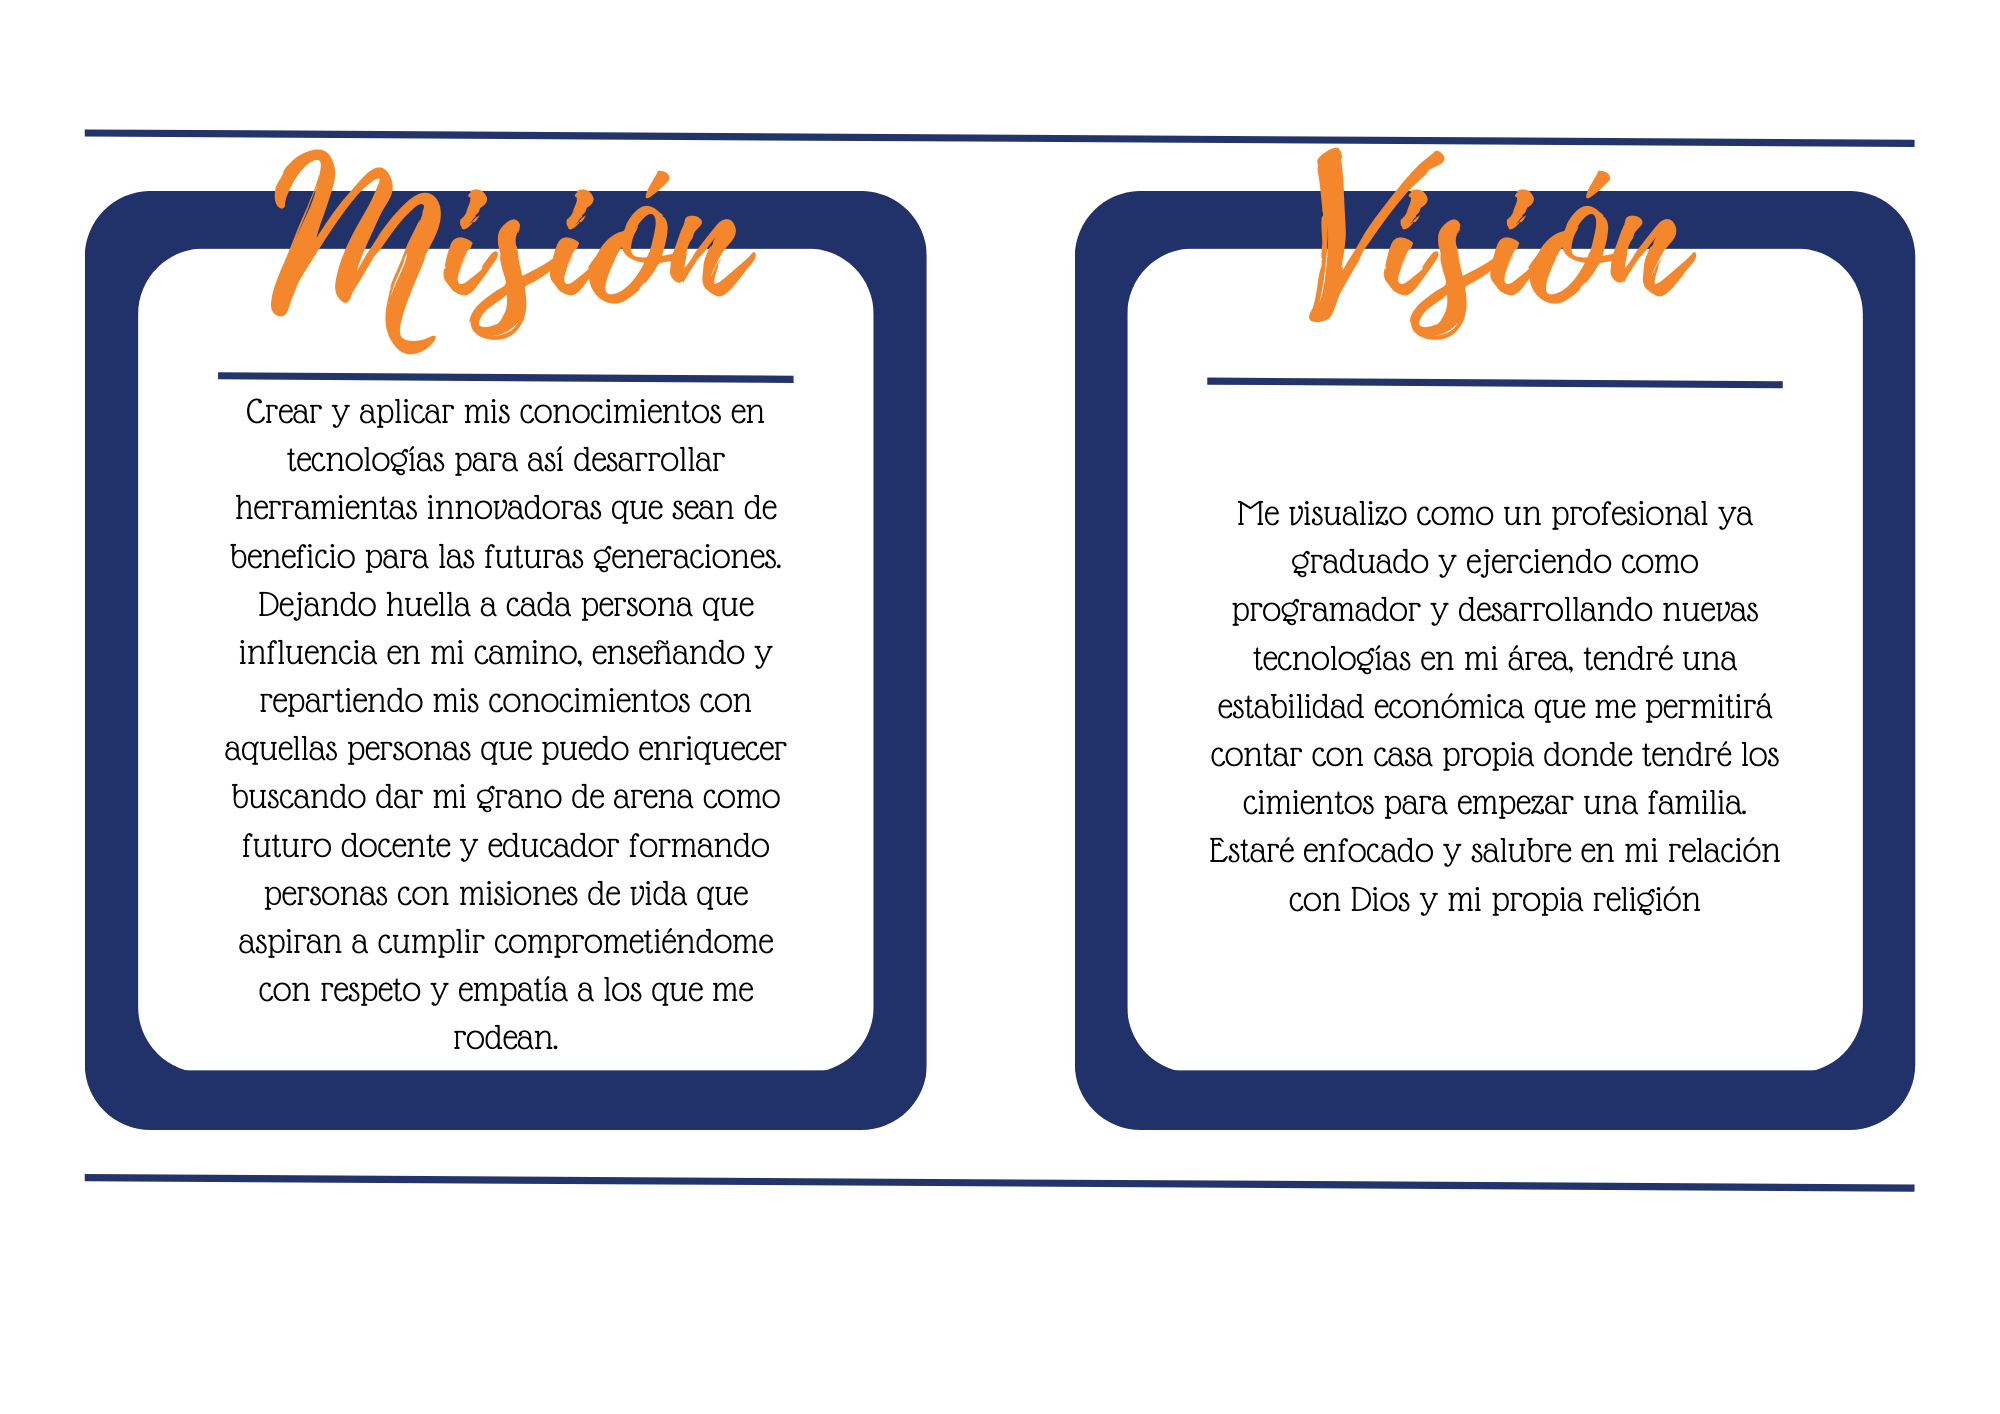 Misión
Crear y aplicar mis conocimientos en
tecnologías para así desarrollar
herramientas innovadoras que sean de
beneficio para las futuras generaciones.
Dejando huella a cada persona que
influencia en mi camino, enseñando y
repartiendo mis conocimientos con
aquellas personas que puedo enriquecer
buscando dar mi grano de arena como
futuro docente y educador formando
personas con misiones de vida que
aspiran a cumplir comprometiéndome
con respeto y empatía a los que me
rodean.
Visión
Me visualizo como un profesional ya
graduado y ejerciendo como
programador y desarrollando nuevas
tecnologías en mi área, tendré una
estabilidad económica que me permitirá
contar con casa propia donde tendré los
cimientos para empezar una familia.
Estaré enfocado y salubre en mi relación
con Dios y mi propia religión